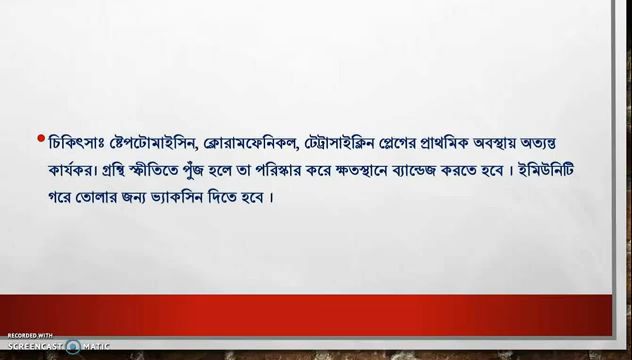 চিকিৎসাঃ ষ্টেপটোমাইসিন, ক্লোরামফেনিকল, টেট্রাসাইক্লিন প্লেগের প্রাথমিক অবস্থায় অত্যন্ত
কার্যকর। গ্রন্থি স্ফীতিতে পুঁজ হলে তা পরিস্কার করে ক্ষতস্থানে ব্যান্ডেজ করতে হবে । ইমিউনিটি
গরে তোলার জন্য ভ্যাকসিন দিতে হবে ।
RECORDED WITH
SCREENCAST MATIC